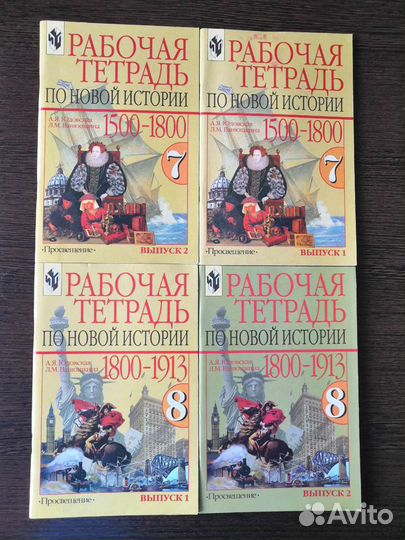 РАБОЧАЯ
ТЕТРАДЬ
ПО НОВОЙ ИСТОРИИ
А.Я. Юдовская
Л.М. Ванюшкина
1500-1800
7
·Просвещение·
ВЫПУСК 2
РАБОЧАЯ
ТЕТРАДЬ
ПО НОВОЙ ИСТОРИИ
А.Я. Юдовская
Л.М. Ванюшкина
1500-1800
7
·Просвещение·
ВЫПУСК 1
РАБОЧАЯ
ТЕТРАДЬ
ПО НОВОЙ ИСТОРИИ
А.Я. Юдовская
Л.М. Ванюшкина
1800-1913
8
·Просвещение·
ВЫПУСК 1
РАБОЧАЯ
ТЕТРАДЬ
ПО НОВОЙ ИСТОРИИ
А.Я. Юдовская
Л.М. Ванюшкина
1800-1913
8
·Просвещение·
ВЫПУСК 2
Avito